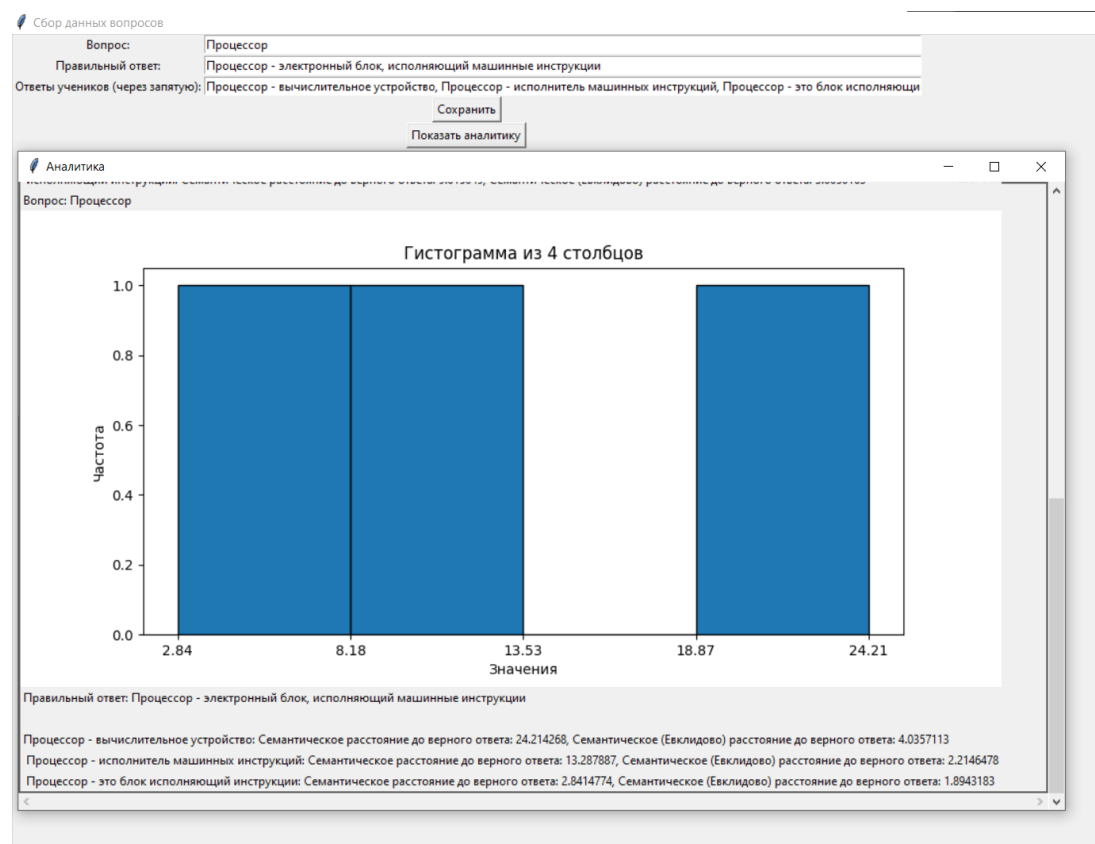 Сбор данных вопросов
Вопрос: Процессор
Правильный ответ: Процессор - электронный блок, исполняющий машинные инструкции
Ответы учеников (через запятую): Процессор - вычислительное устройство, Процессор - исполнитель машинных инструкций, Процессор - это блок исполняющи
Сохранить
Показать аналитику
Аналитика
Вопрос: Процессор
Гистограмма из 4 столбцов
1.0
0.8
0.6
0.4
0.2
0.0
Частота
2.84 8.18 13.53 18.87 24.21
Значения
Правильный ответ: Процессор - электронный блок, исполняющий машинные инструкции
Процессор - вычислительное устройство: Семантическое расстояние до верного ответа: 24.214268, Семантическое (Евклидово) расстояние до верного ответа: 4.0357113
Процессор - исполнитель машинных инструкций: Семантическое расстояние до верного ответа: 13.287887, Семантическое (Евклидово) расстояние до верного ответа: 2.2146478
Процессор - это блок исполняющий инструкции: Семантическое расстояние до верного ответа: 2.8414774, Семантическое (Евклидово) расстояние до верного ответа: 1.8943183